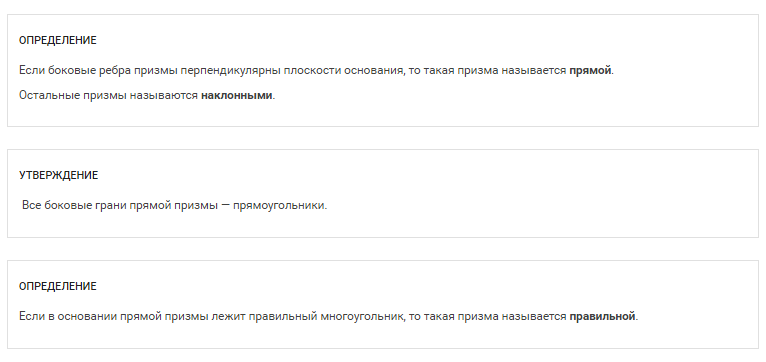 ОПРЕДЕЛЕНИЕ
Если боковые ребра призмы перпендикулярны плоскости основания, то такая призма называется прямой.
Остальные призмы называются наклонными.
УТВЕРЖДЕНИЕ
Все боковые грани прямой призмы — прямоугольники.
ОПРЕДЕЛЕНИЕ
Если в основании прямой призмы лежит правильный многоугольник, то такая призма называется правильной.